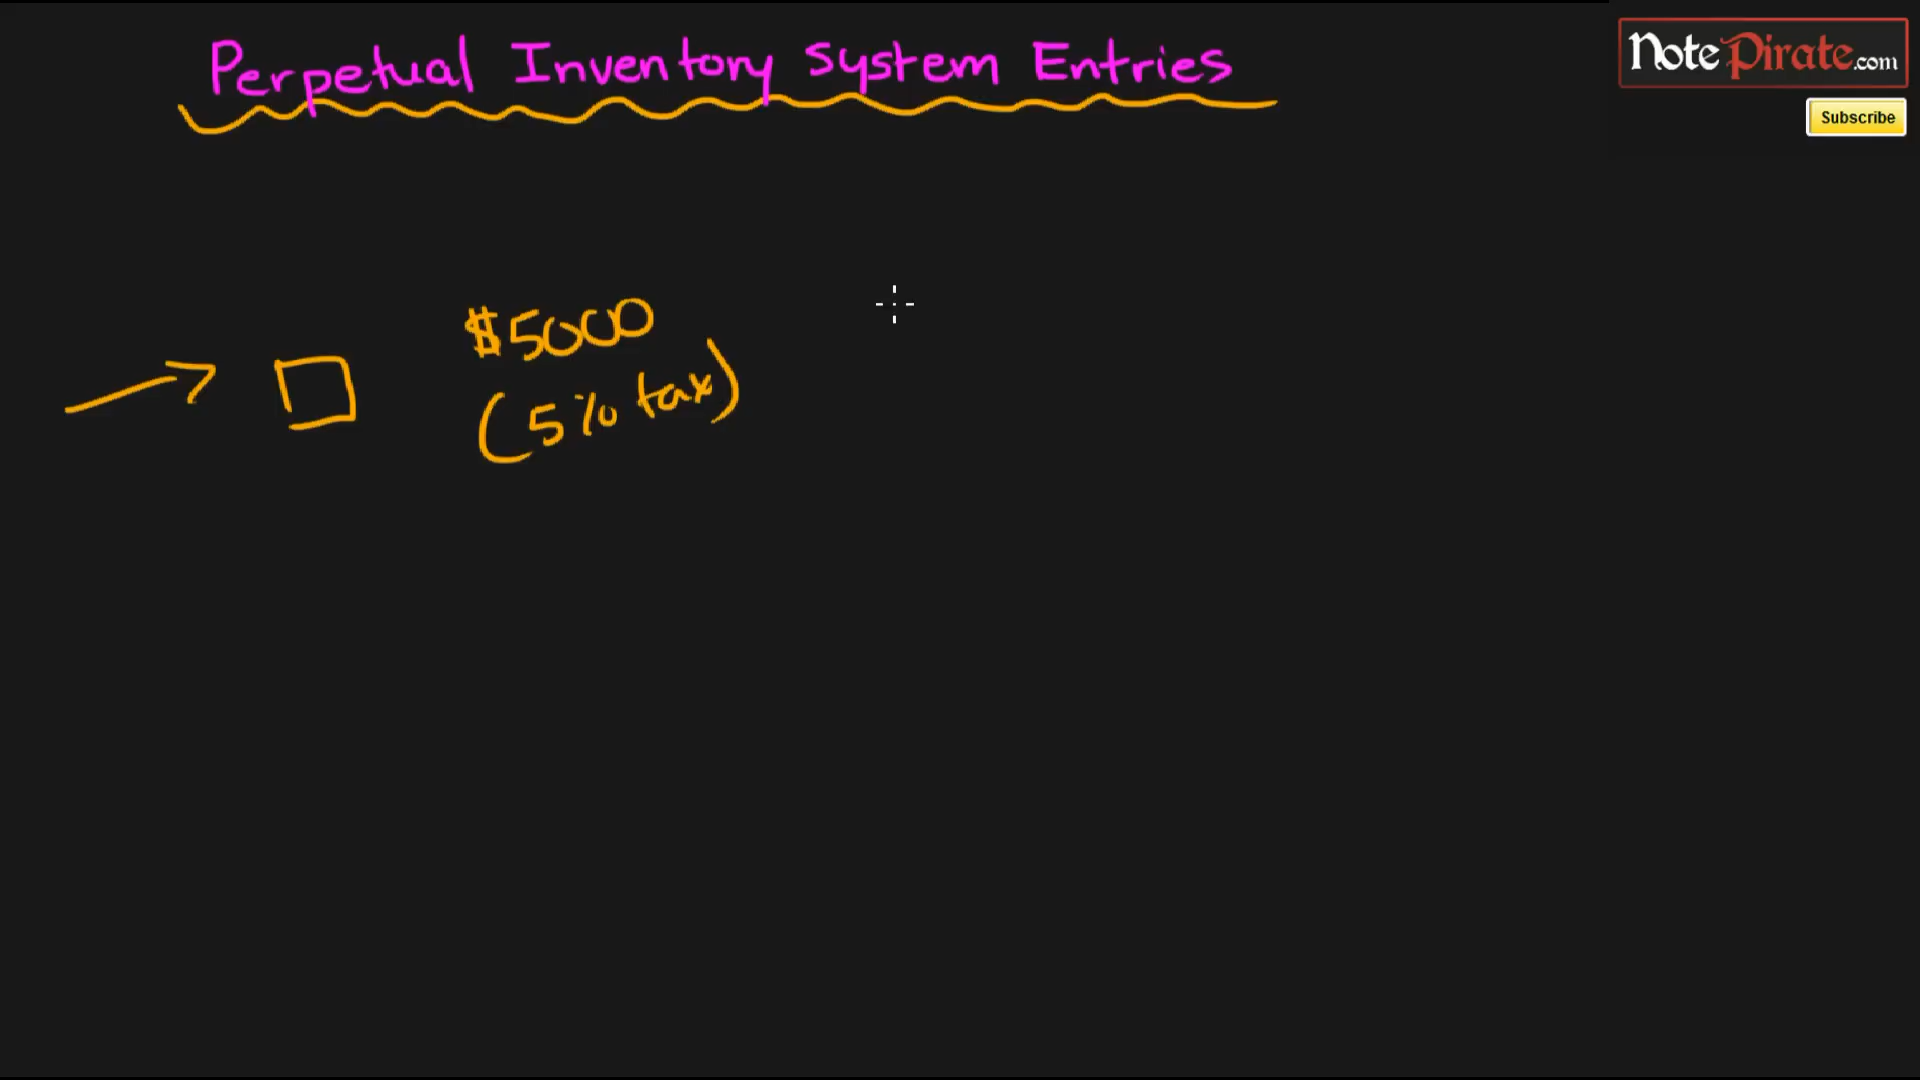 Perpetual Inventory System Entries
NotePirate.com
Subscribe
$5000
(5% tax)